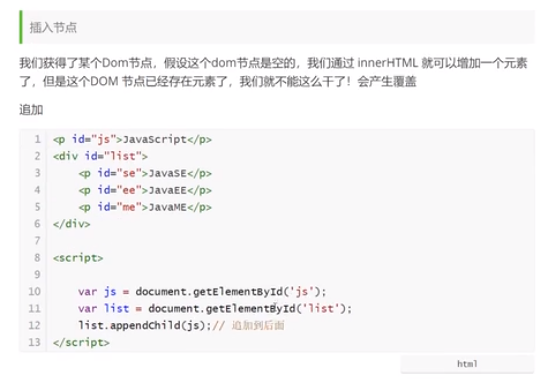 插入节点
我们获得了某个Dom节点，假设这个dom节点是空的，我们通过 innerHTML 就可以增加一个元素
了，但是这个DOM 节点已经存在元素了，我们就不能这么干了！会产生覆盖
追加
1 <p id="js">JavaScript</p>
2 <div id="list">
3     <p id="se">JavaSE</p>
4     <p id="ee">JavaEE</p>
5     <p id="me">JavaME</p>
6 </div>
7
8 <script>
9
10     var js = document.getElementById('js');
11     var list = document.getElementById('list');
12     list.appendChild(js);// 追加到后面
13 </script>
html